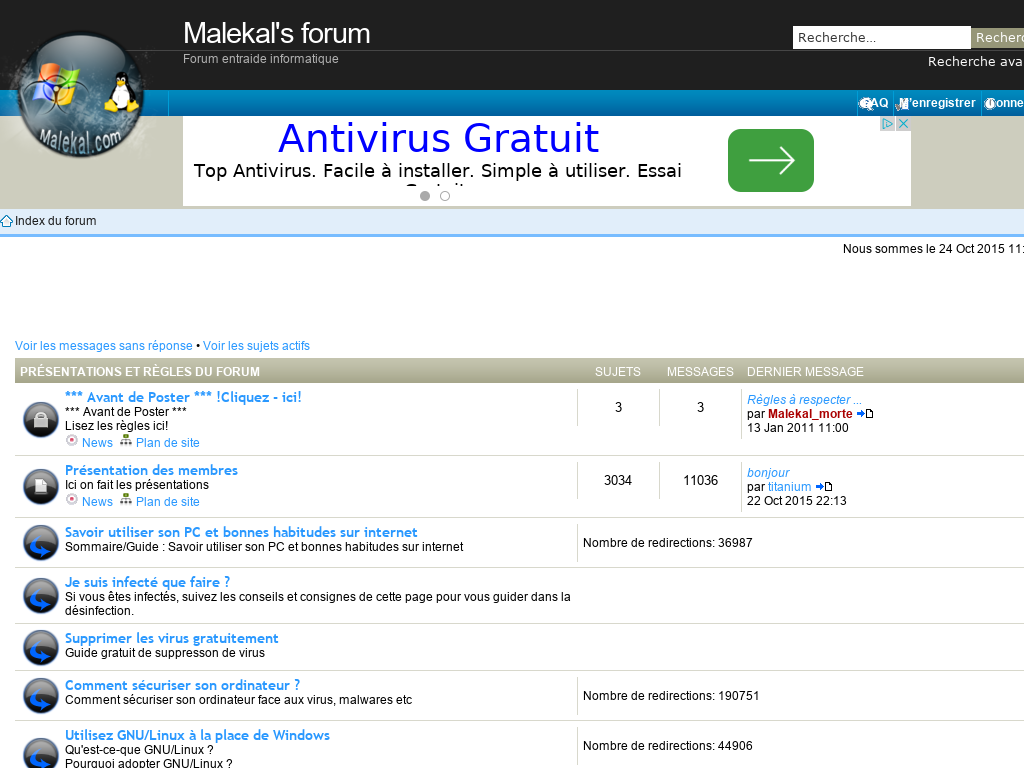 Malekal's forum
Forum entraide informatique
Recherche...
Recherche ava
Malekal.com
FAQ
M'enregistrer
Antivirus Gratuit
Top Antivirus. Facile à installer. Simple à utiliser. Essai
Index du forum
Nous sommes le 24 Oct 2015 11:
Voir les messages sans réponse • Voir les sujets actifs
PRÉSENTATIONS ET RÈGLES DU FORUM SUJETS MESSAGES DERNIER MESSAGE
*** Avant de Poster *** !Cliquez - ici!
*** Avant de Poster ***
Lisez les règles ici!
News Plan de site
3
3
Régles à respecter ...
par Malekal_morte
13 Jan 2011 11:00
Présentation des membres
Ici on fait les présentations
News Plan de site
3034
11036
bonjour
par titanium
22 Oct 2015 22:13
Savoir utiliser son PC et bonnes habitudes sur internet
Sommaire/Guide : Savoir utiliser son PC et bonnes habitudes sur internet
Nombre de redirections: 36987
Je suis infecté que faire ?
Si vous êtes infectés, suivez les conseils et consignes de cette page pour vous guider dans la
désinfection.
Supprimer les virus gratuitement
Guide gratuit de suppresson de virus
Comment sécuriser son ordinateur ?
Comment sécuriser son ordinateur face aux virus, malwares etc
Nombre de redirections: 190751
Utilisez GNU/Linux à la place de Windows
Qu'est-ce-que GNU/Linux ?
Pourquoi adopter GNU/Linux ?
Nombre de redirections: 44906